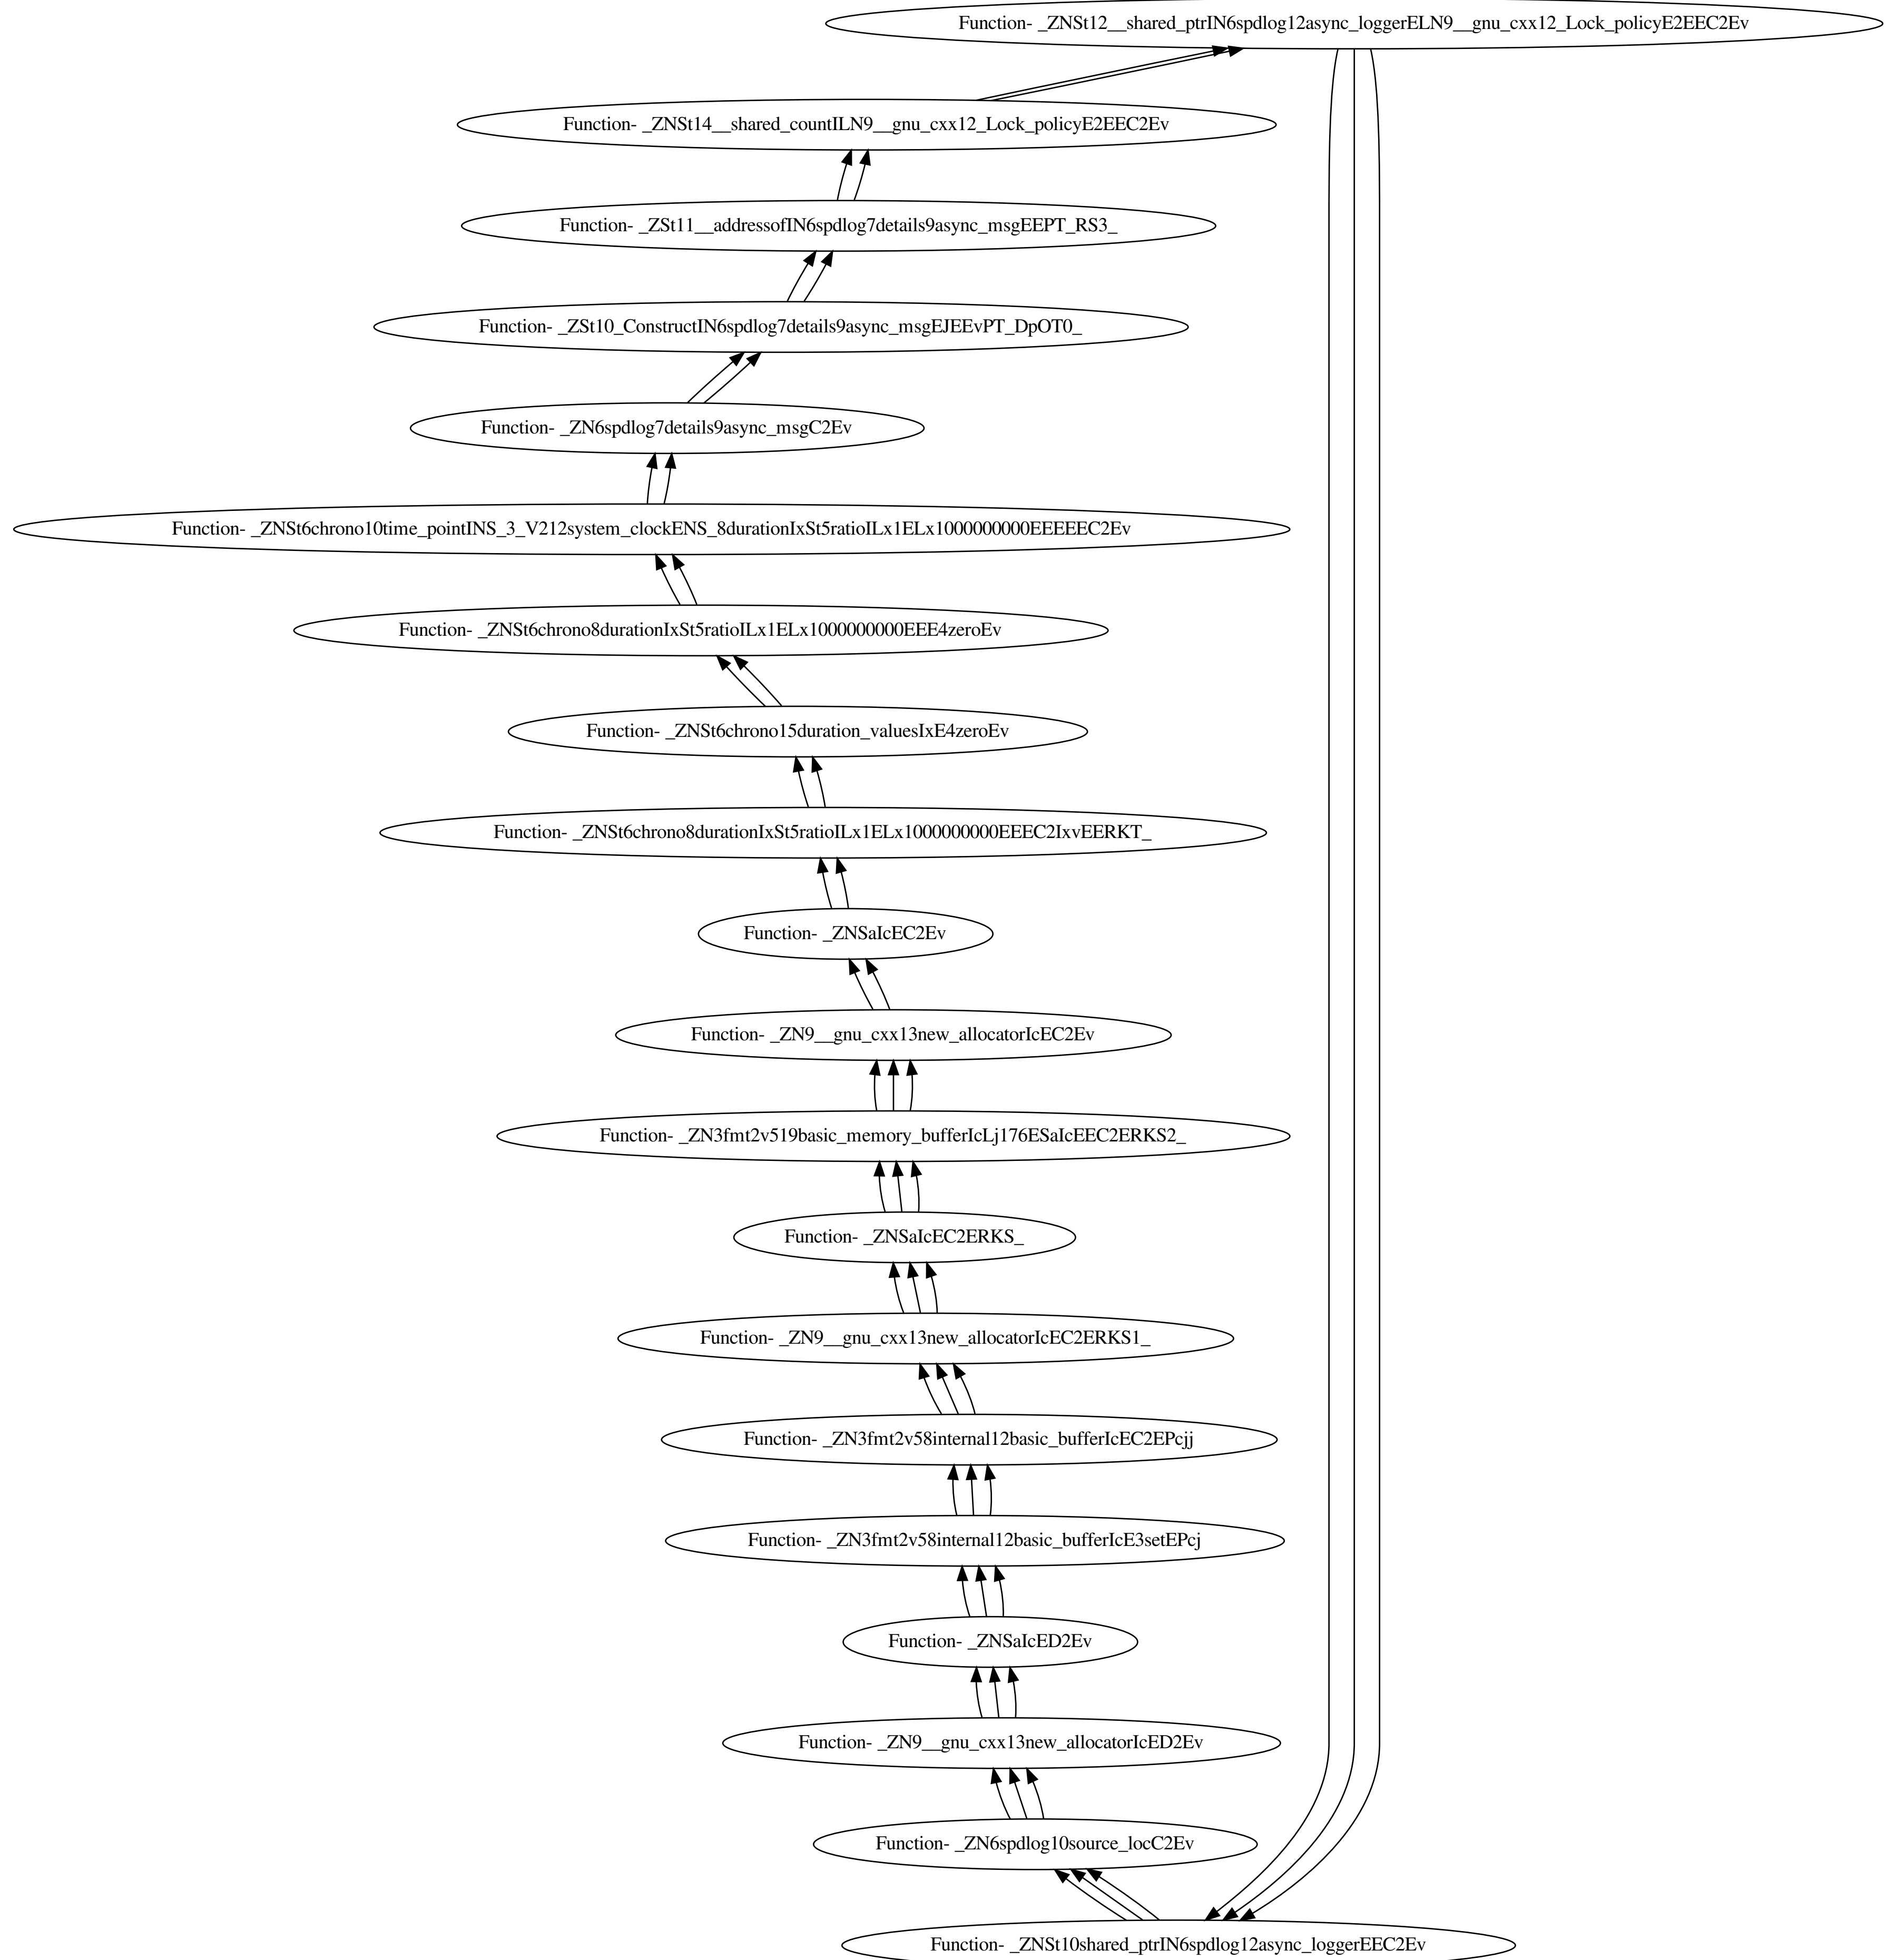 Function- _ZNSt12__shared_ptrIN6spdlog12async_loggerELN9__gnu_cxx12_Lock_policyE2EEC2Ev
Function- _ZNSt14__shared_countILN9__gnu_cxx12_Lock_policyE2EEC2Ev
Function- _ZSt11__addressofIN6spdlog7details9async_msgEEPT_RS3_
Function- _ZSt10_ConstructIN6spdlog7details9async_msgEJEEvPT_DpOT0_
Function- _ZN6spdlog7details9async_msgC2Ev
Function- _ZNSt6chrono10time_pointINS_3_V212system_clockENS_8durationIxSt5ratioILx1ELx1000000000EEEEEC2Ev
Function- _ZNSt6chrono8durationIxSt5ratioILx1ELx1000000000EEE4zeroEv
Function- _ZNSt6chrono15duration_valuesIxE4zeroEv
Function- _ZNSt6chrono8durationIxSt5ratioILx1ELx1000000000EEEC2IxvEERKT_
Function- _ZNSaIcEC2Ev
Function- _ZN9__gnu_cxx13new_allocatorIcEC2Ev
Function- _ZN3fmt2v519basic_memory_bufferIcLj176ESaIcEEC2ERKS2_
Function- _ZNSaIcEC2ERKS_
Function- _ZN9__gnu_cxx13new_allocatorIcEC2ERKS1_
Function- _ZN3fmt2v58internal12basic_bufferIcEC2EPcjj
Function- _ZN3fmt2v58internal12basic_bufferIcE3setEPcj
Function- _ZNSaIcED2Ev
Function- _ZN9__gnu_cxx13new_allocatorIcED2Ev
Function- _ZN6spdlog10source_locC2Ev
Function- _ZNSt10shared_ptrIN6spdlog12async_loggerEEC2Ev